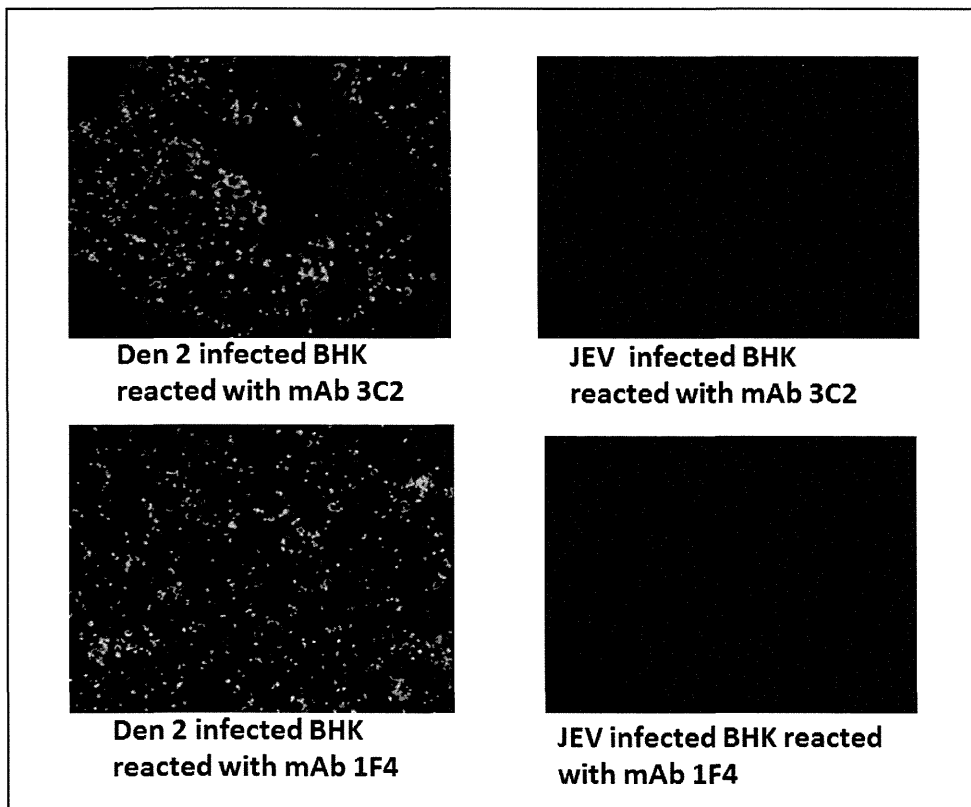 Den 2 infected BHK
reacted with mAb 3C2
JEV infected BHK
reacted with mAb 3C2
Den 2 infected BHK
reacted with mAb 1F4
JEV infected BHK reacted
with mAb 1F4